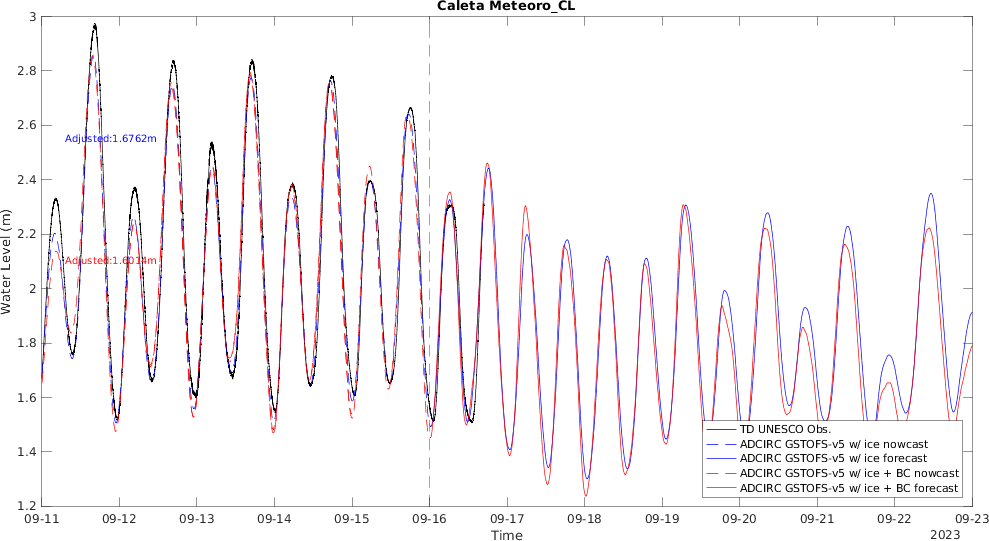 Caleta Meteoro_CL
Water Level (m)
3
2.8
2.6
2.4
2.2
2
1.8
1.6
1.4
1.2
Adjusted:1.6762m
Adjusted:1.6014m
TD UNESCO Obs.
ADCIRC GSTOFS-v5 w/ ice nowcast
ADCIRC GSTOFS-v5 w/ ice forecast
ADCIRC GSTOFS-v5 w/ ice + BC nowcast
ADCIRC GSTOFS-v5 w/ ice + BC forecast
09-11 09-12 09-13 09-14 09-15 09-16 09-17 09-18 09-19 09-20 09-21 09-22 09-23
Time
2023